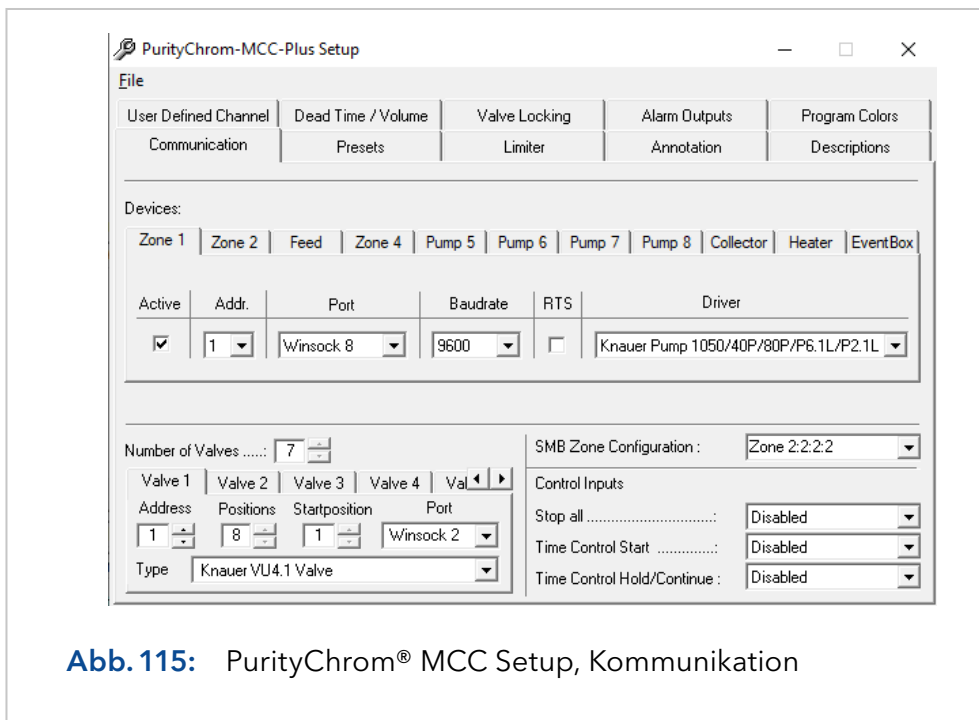 PurityChrom-MCC-Plus Setup
File
User Defined Channel Dead Time / Volume Valve Locking Alarm Outputs Program Colors
Communication Presets Limiter Annotation Descriptions
Devices:
Zone 1 Zone 2 Feed Zone 4 Pump 5 Pump 6 Pump 7 Pump 8 Collector Heater EventBox
Active Addr. Port Baudrate RTS Driver
1 Winsock 8 9600 Knauer Pump 1050/40P/80P/P6.1L/P2.1L
Number of Valves .....: 7
SMB Zone Configuration : Zone 2:2:2:2
Valve 1 Valve 2 Valve 3 Valve 4 Val
Control Inputs
Address Positions Startposition Port
Stop all ..............................: Disabled
1 8 1 Winsock 2
Time Control Start ..............: Disabled
Type Knauer VU4.1 Valve
Time Control Hold/Continue : Disabled
Abb. 115: PurityChrom® MCC Setup, Kommunikation